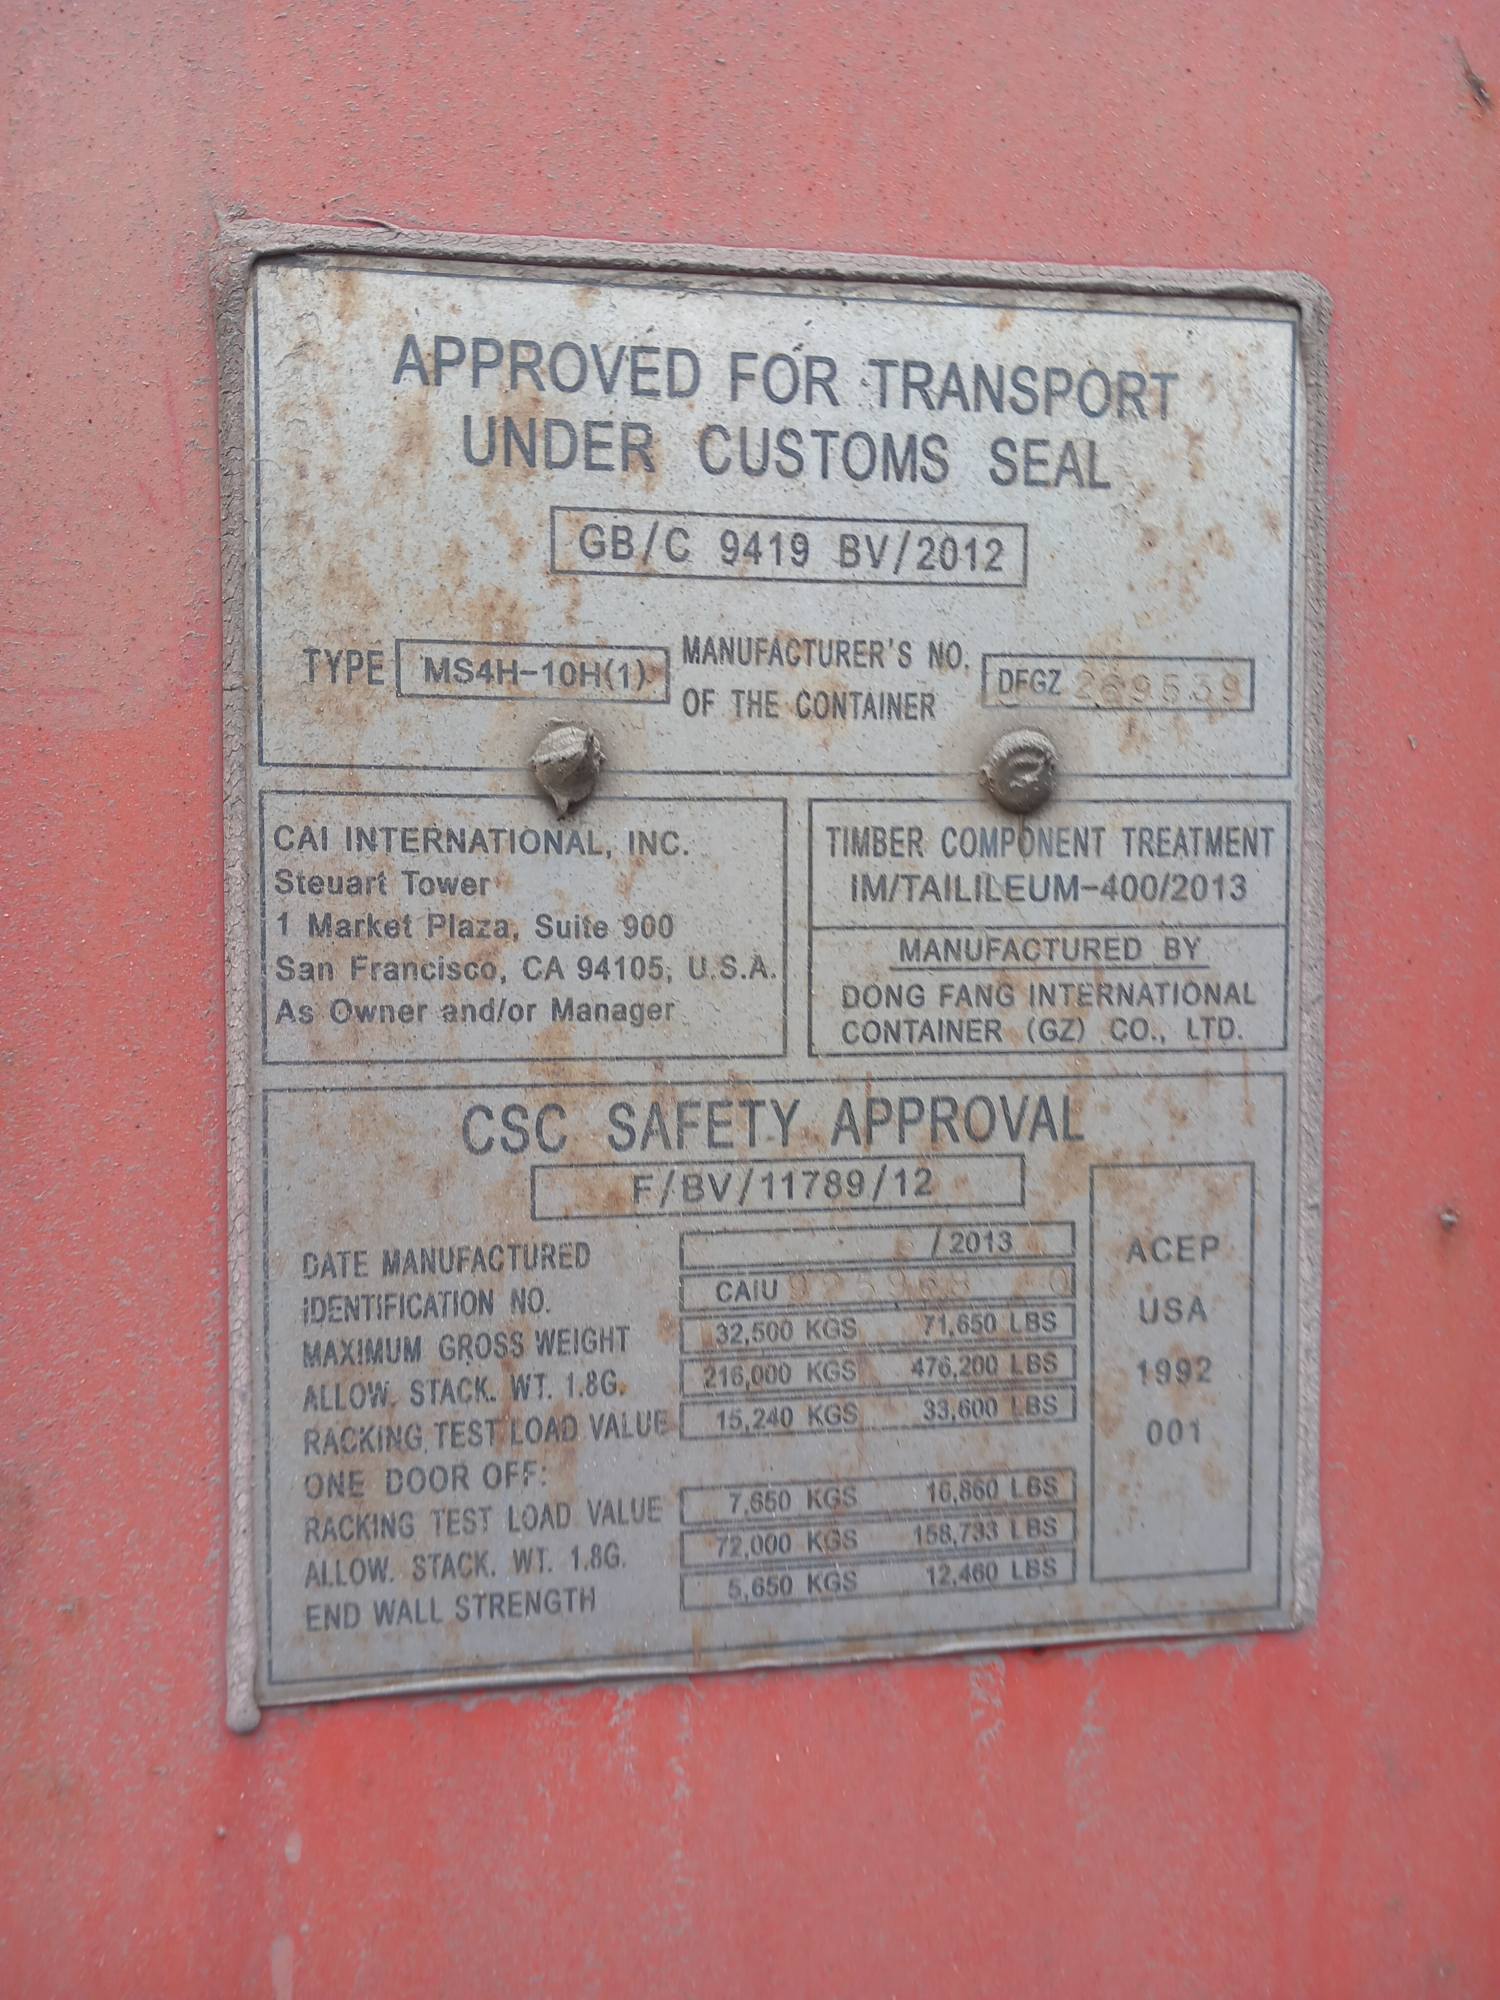 APPROVED FOR TRANSPORT
UNDER CUSTOMS SEAL
GB/C 9419 BV/2012
TYPE MS4H-10H(1)
MANUFACTURER'S NO.
OF THE CONTAINER
DFGZ 269539
CAI INTERNATIONAL, INC.
Steuart Tower
1 Market Plaza, Suite 900
San Francisco, CA 94105, U.S.A.
As Owner and/or Manager
TIMBER COMPONENT TREATMENT
IM/TAILILEUM-400/2013
MANUFACTURED BY
DONG FANG INTERNATIONAL
CONTAINER (GZ) CO., LTD.
CSC SAFETY APPROVAL
F/BV/11789/12
DATE MANUFACTURED /2013
IDENTIFICATION NO. CAIU
MAXIMUM GROSS WEIGHT 32,500 KGS 71,650 LBS
ALLOW. STACK. WT. 1.8G. 216,000 KGS 476,200 LBS
RACKING TEST LOAD VALUE 15,240 KGS 33,600 LBS
ONE DOOR OFF:
RACKING TEST LOAD VALUE 7,650 KGS 16,860 LBS
ALLOW. STACK. WT. 1.8G. 72,000 KGS 158,733 LBS
END WALL STRENGTH 5,650 KGS 12,460 LBS
ACEP
USA
1992
001